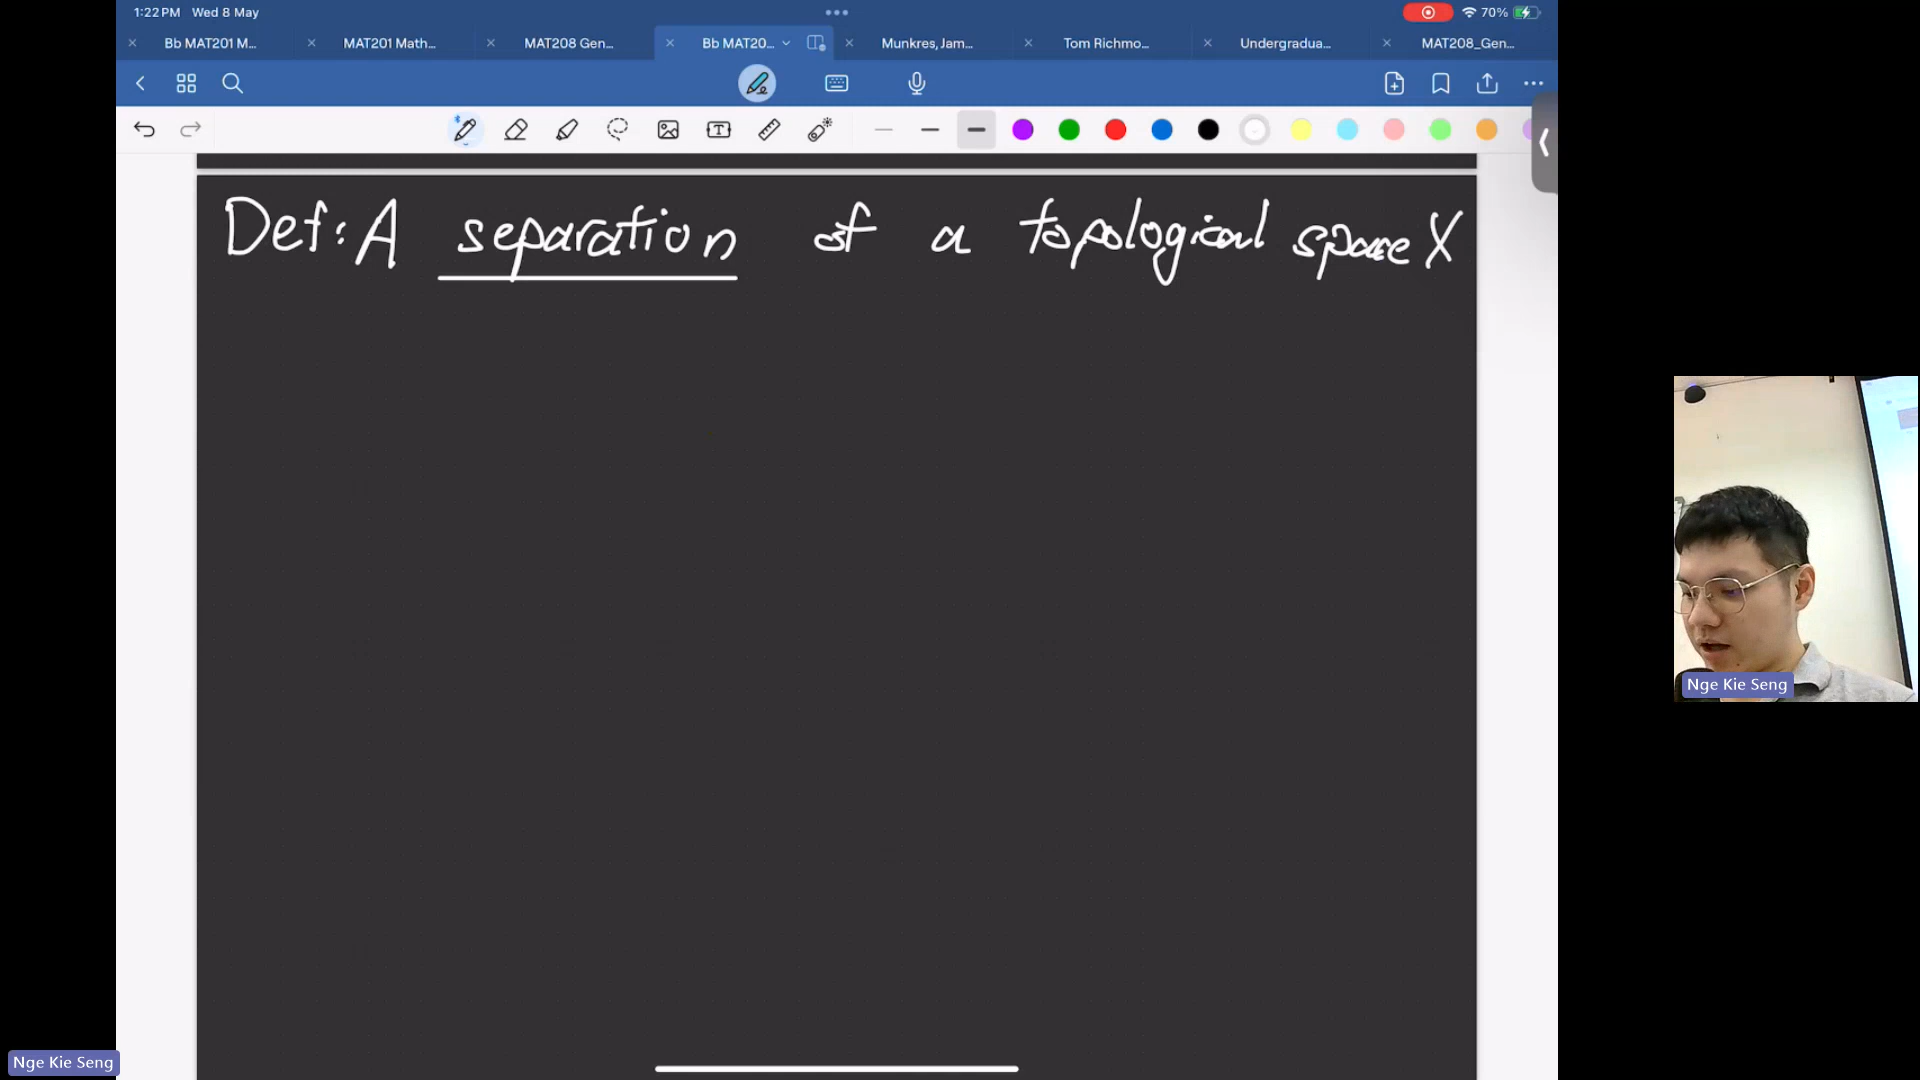 1:22 PM Wed 8 May
70%
Bb MAT201 M...
MAT201 Math...
MAT208 Gen...
Bb MAT20...
Munkres, Jam...
Tom Richmo...
Undergradua...
MAT208_Gen...
Def: A separation of a topological space X
Nge Kie Seng
Nge Kie Seng